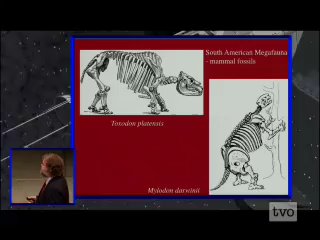 South American Megafauna
- mammal fossils
Toxodon platensis
Mylodon darwinii
tvo